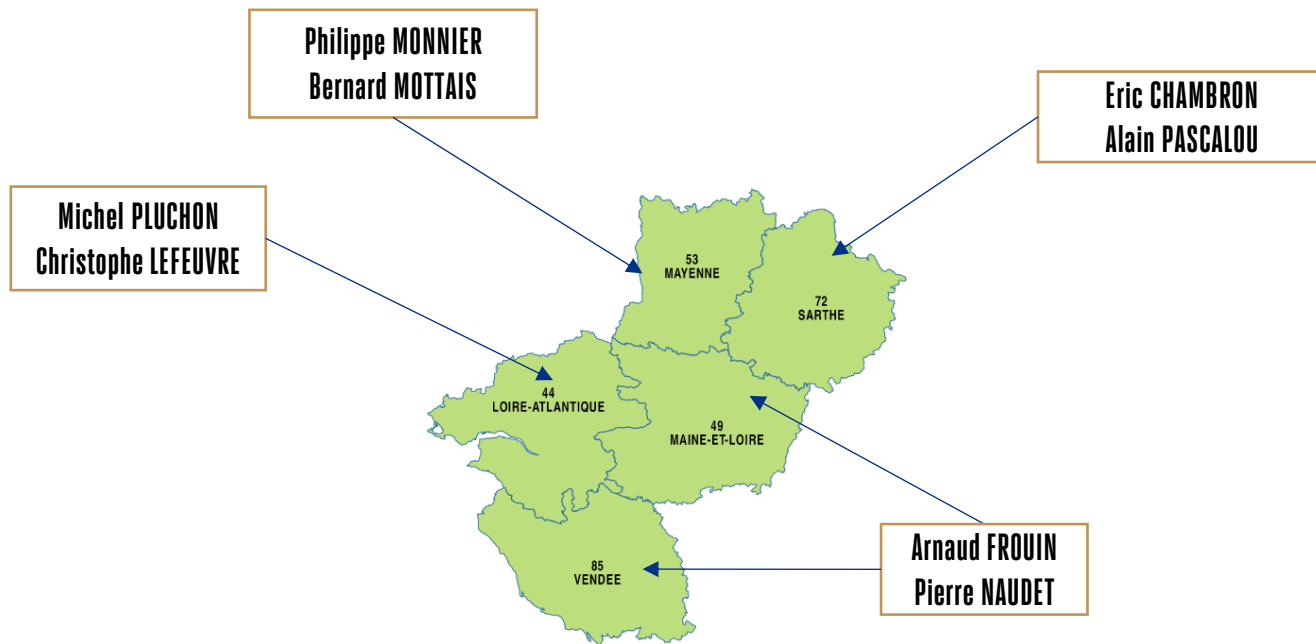 Philippe MONNIER
Bernard MOTTAIS
Eric CHAMBRON
Alain PASCALOU
Michel PLUCHON
Christophe LEFEUVRE
53
MAYENNE
72
SARTHE
44
LOIRE-ATLANTIQUE
49
MAINE-ET-LOIRE
85
VENDEE
Arnaud FROUIN
Pierre NAUDET